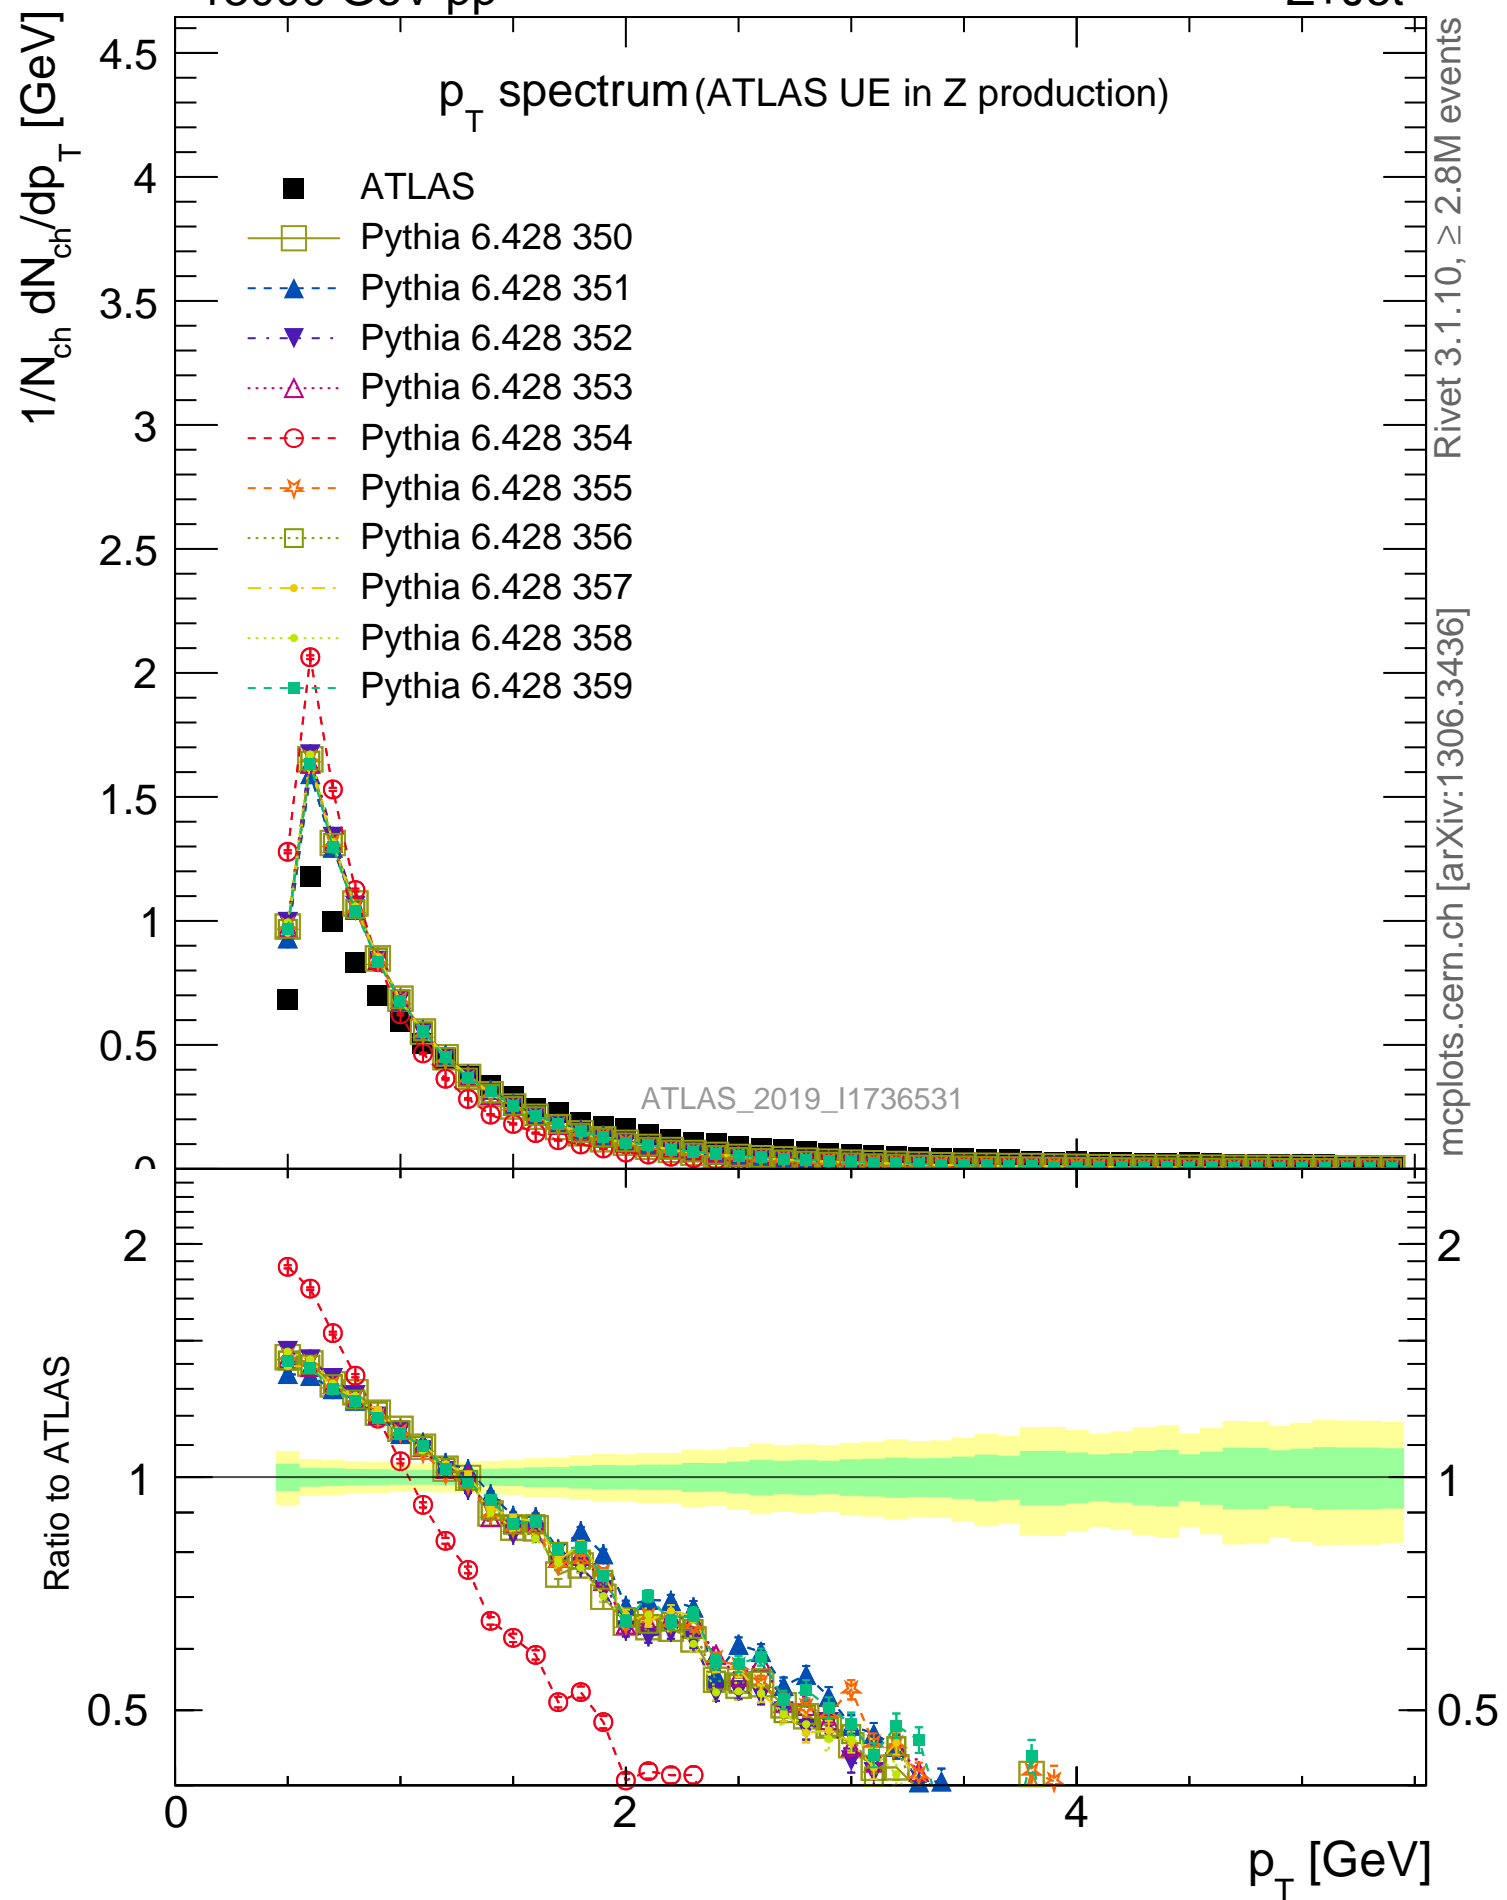 1/N_ch dN_ch/dp_T [GeV]
p_T spectrum (ATLAS UE in Z production)
ATLAS
Pythia 6.428 350
Pythia 6.428 351
Pythia 6.428 352
Pythia 6.428 353
Pythia 6.428 354
Pythia 6.428 355
Pythia 6.428 356
Pythia 6.428 357
Pythia 6.428 358
Pythia 6.428 359
4.5
4
3.5
3
2.5
2
1.5
1
0.5
0
ATLAS_2019_I1736531
Rivet 3.1.10, ≥ 2.8M events
mcplots.cern.ch [arXiv:1306.3436]
Ratio to ATLAS
2
1
0.5
2
1
0.5
0
2
4
p_T [GeV]